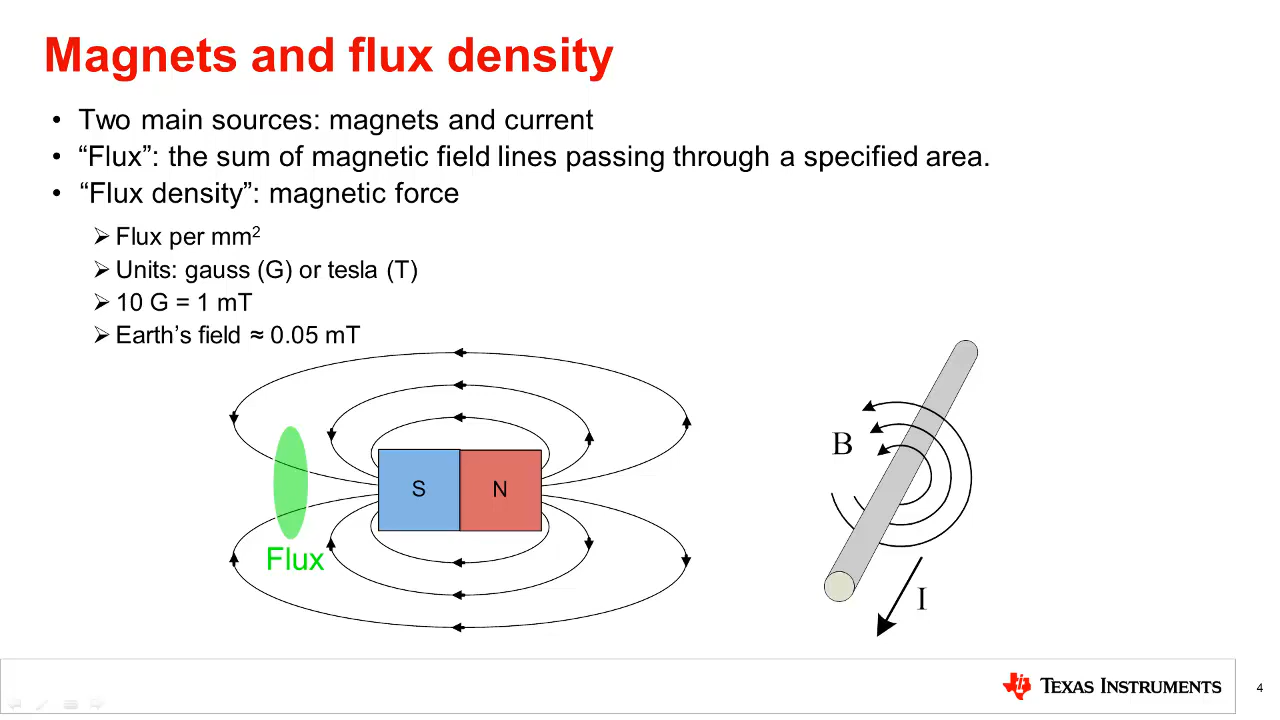 Magnets and flux density
• Two main sources: magnets and current
• “Flux”: the sum of magnetic field lines passing through a specified area.
• “Flux density”: magnetic force
➢ Flux per mm²
➢ Units: gauss (G) or tesla (T)
➢ 10 G = 1 mT
➢ Earth’s field ≈ 0.05 mT
S
N
Flux
B
I
TEXAS INSTRUMENTS
4